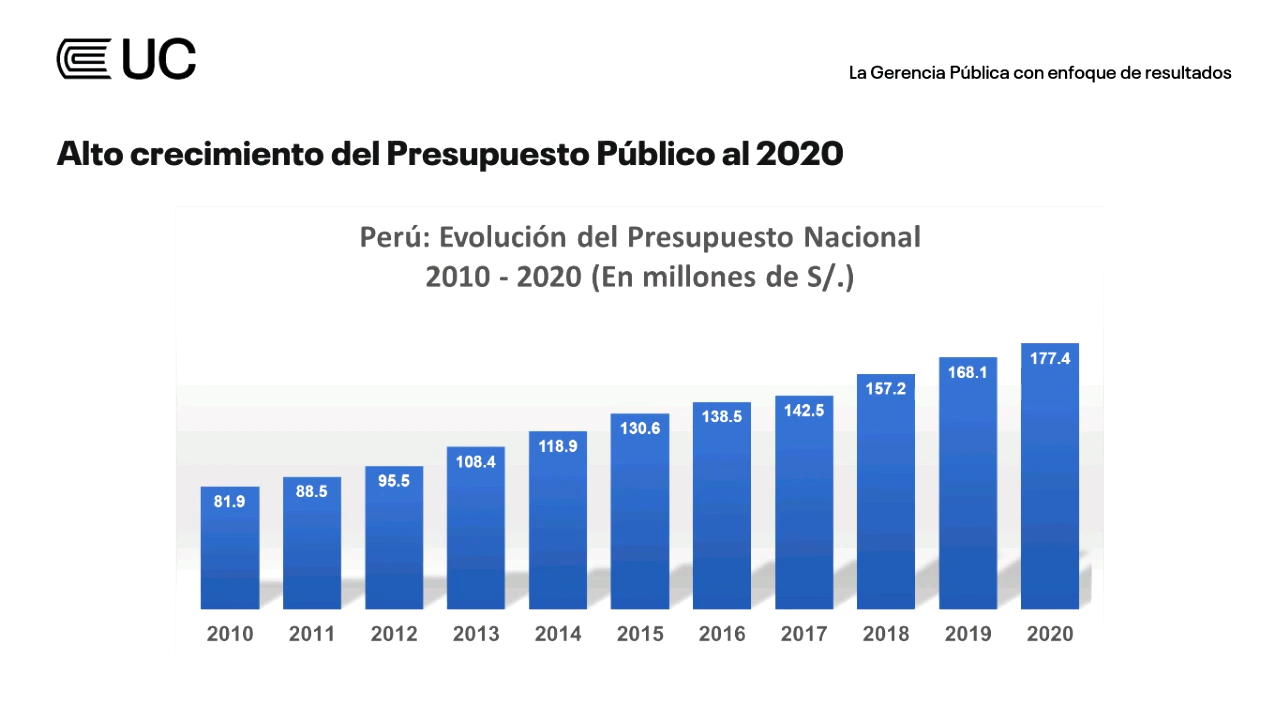 UC
La Gerencia Pública con enfoque de resultados
Alto crecimiento del Presupuesto Público al 2020
Perú: Evolución del Presupuesto Nacional
2010 - 2020 (En millones de S/.)
81.9
88.5
95.5
108.4
118.9
130.6
138.5
142.5
157.2
168.1
177.4
2010 2011 2012 2013 2014 2015 2016 2017 2018 2019 2020